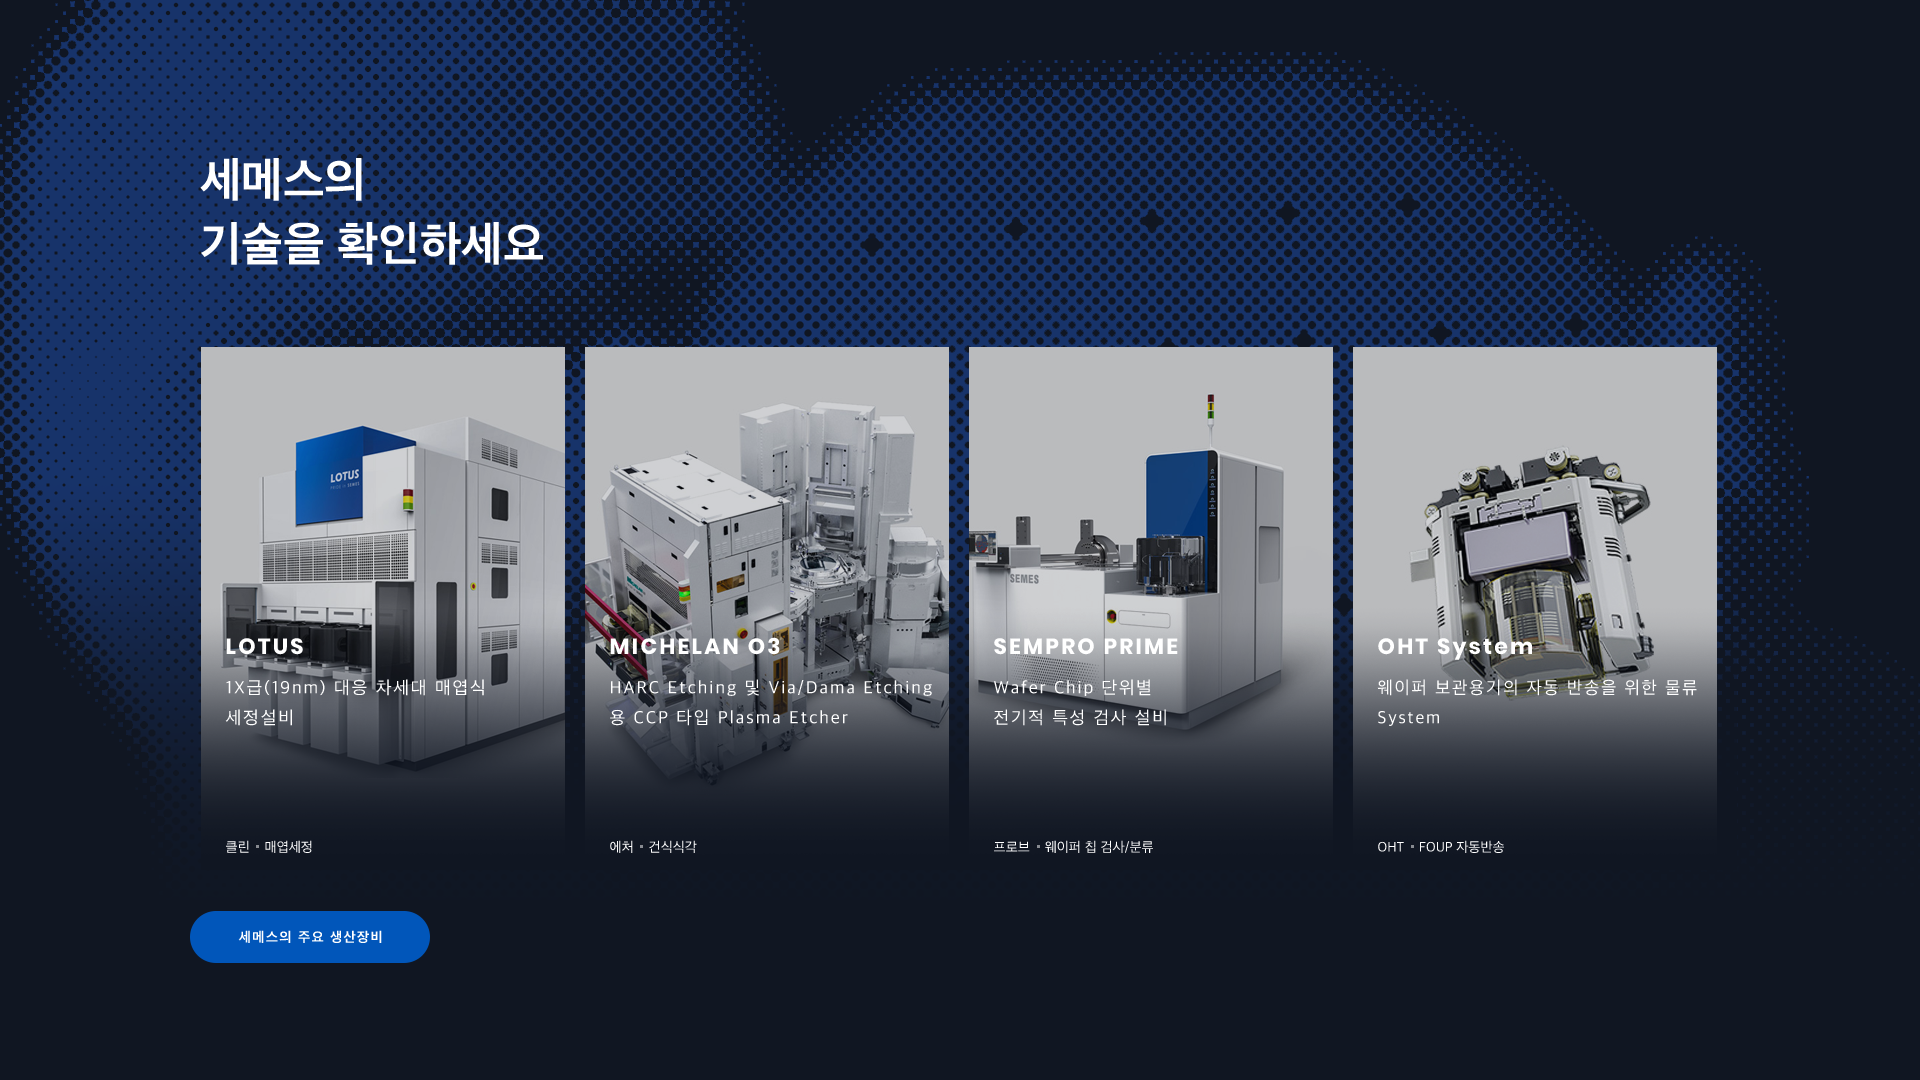 세메스의
기술을 확인하세요
LOTUS
SEMES
LOTUS
1X급(19nm) 대응 차세대 매엽식
세정설비
클린 • 매엽세정
MICHELAN O3
HARC Etching 및 Via/Dama Etching
용 CCP 타입 Plasma Etcher
에처 • 건식식각
SEMPRO PRIME
Wafer Chip 단위별
전기적 특성 검사 설비
프로브 • 웨이퍼 칩 검사/분류
OHT System
웨이퍼 보관용기의 자동 반송을 위한 물류
System
OHT • FOUP 자동반송
세메스의 주요 생산장비